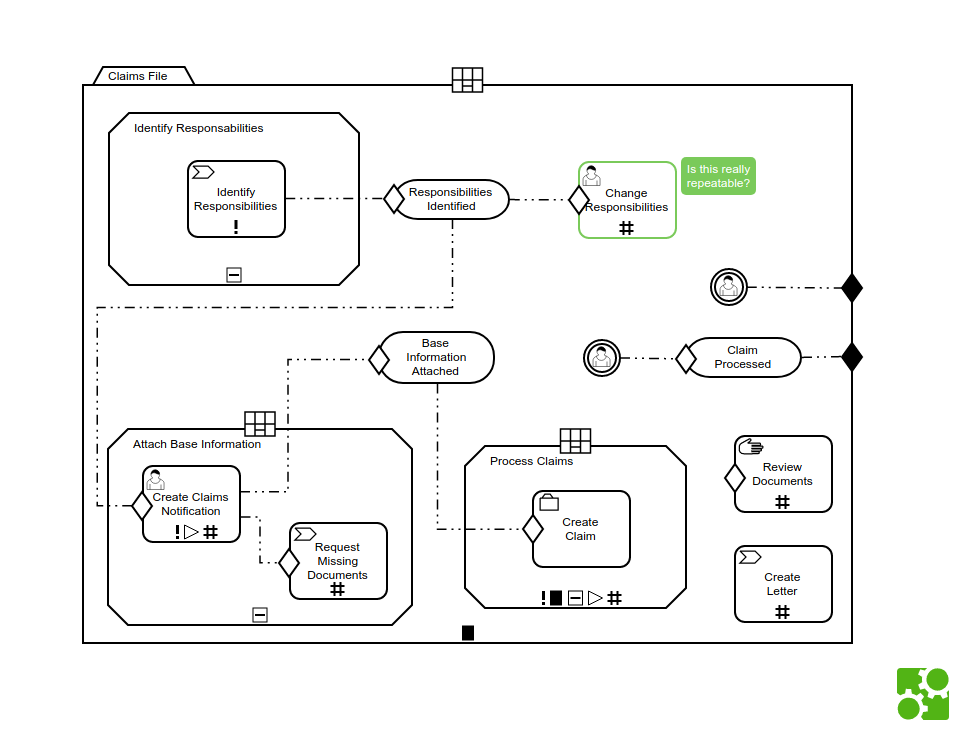 Claims File
Identify Responsabilities
Identify
Responsibilities
Responsibilities
Identified
Change
Responsibilities
Is this really
repeatable?
Base
Information
Attached
Claim
Processed
Attach Base Information
Create Claims
Notification
Request
Missing
Documents
Process Claims
Create
Claim
Review
Documents
Create
Letter